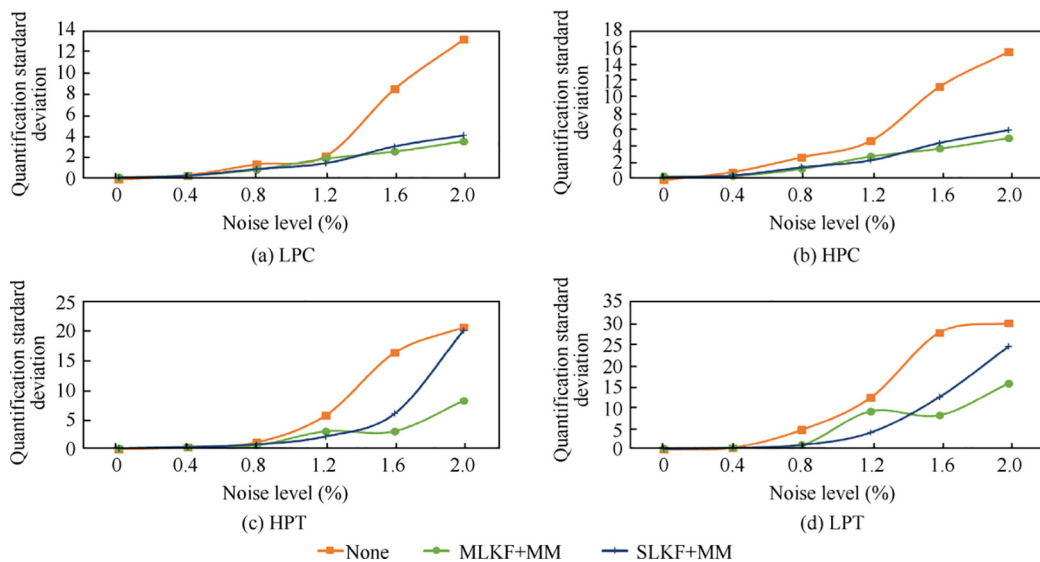 Quantification stardard
deviation
14
12
10
8
6
4
2
0
0 0.4 0.8 1.2 1.6 2.0
Noise level (%)
(a) LPC
Quantification stardard
deviation
18
16
14
12
10
8
6
4
2
0
0 0.4 0.8 1.2 1.6 2.0
Noise level (%)
(b) HPC
Quantification stardard
deviation
25
20
15
10
5
0
0 0.4 0.8 1.2 1.6 2.0
Noise level (%)
(c) HPT
Quantification stardard
deviation
35
30
25
20
15
10
5
0
0 0.4 0.8 1.2 1.6 2.0
Noise level (%)
(d) LPT
None MLKF+MM SLKF+MM